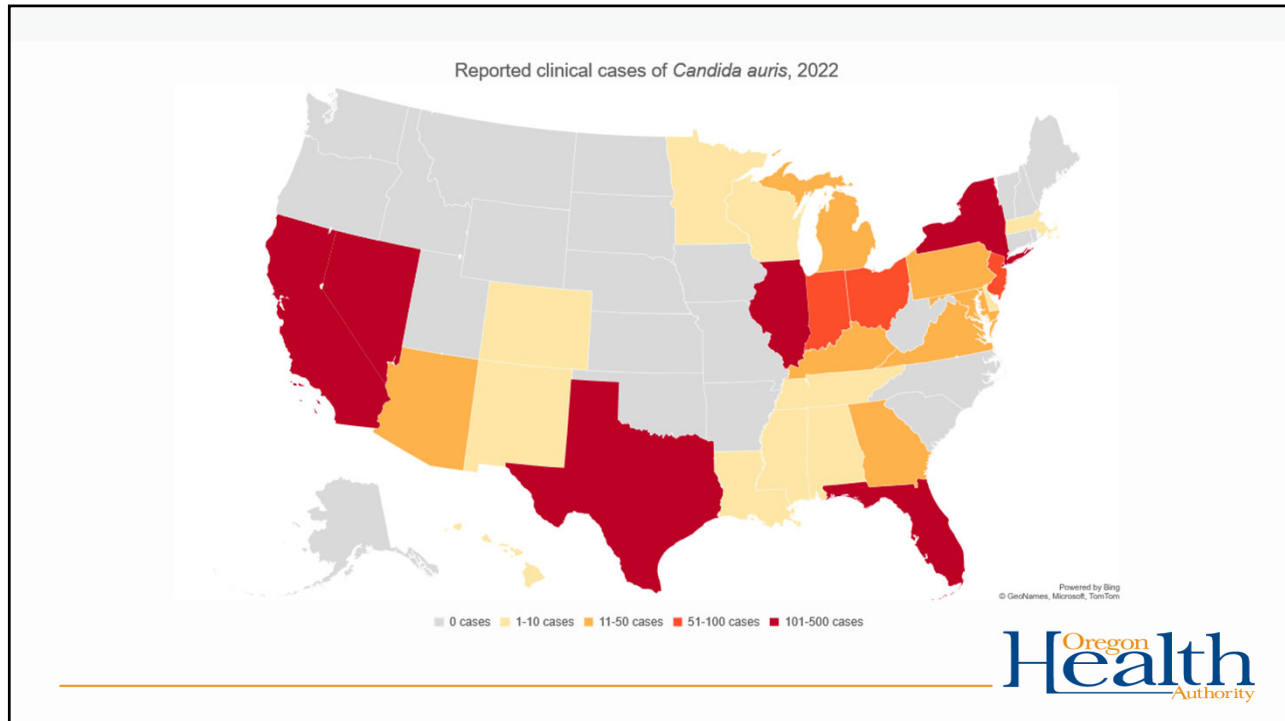 Reported clinical cases of Candida auris, 2022
Powered by Bing
© GeoNames, Microsoft, TomTom
0 cases 1-10 cases 11-50 cases 51-100 cases 101-500 cases
Oregon
Health
Authority